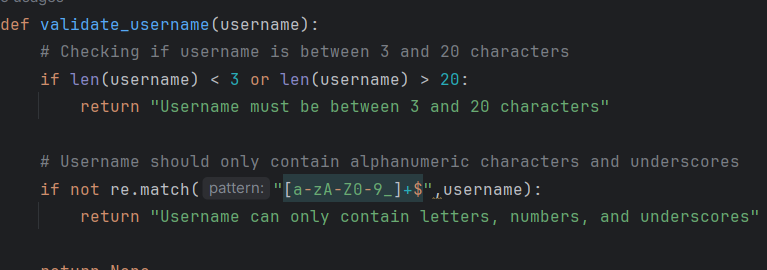 def validate_username(username):
    # Checking if username is between 3 and 20 characters
    if len(username) < 3 or len(username) > 20:
        return "Username must be between 3 and 20 characters"
    # Username should only contain alphanumeric characters and underscores
    if not re.match( pattern: "[a-zA-Z0-9_]+$",username):
        return "Username can only contain letters, numbers, and underscores"
    return None